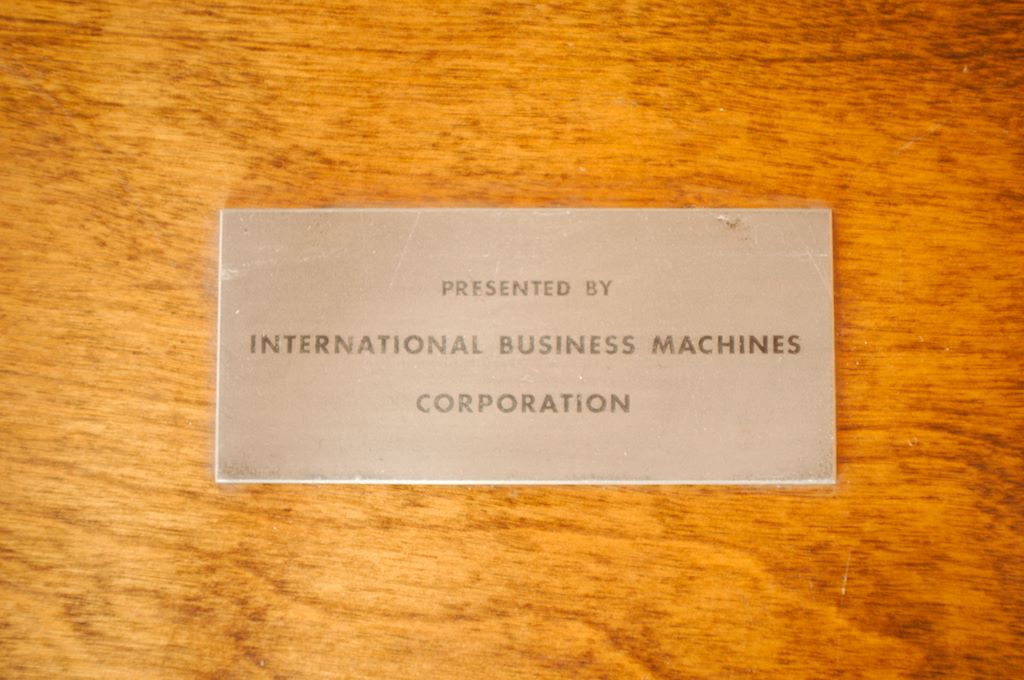 PRESENTED BY
INTERNATIONAL BUSINESS MACHINES
CORPORATION